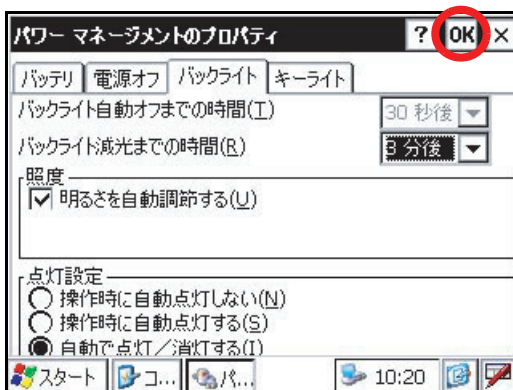 パワー マネージメントのプロパティ ? OK ×
バッテリ 電源オフ バックライト キーライト
バックライト自動オフまでの時間(T) 30 秒後
バックライト減光までの時間(R) 3 分後
照度
明るさを自動調節する(U)
点灯設定
操作時に自動点灯しない(N)
操作時に自動点灯する(S)
自動で点灯／消灯する(I)
スタート コ... パ... 10:20